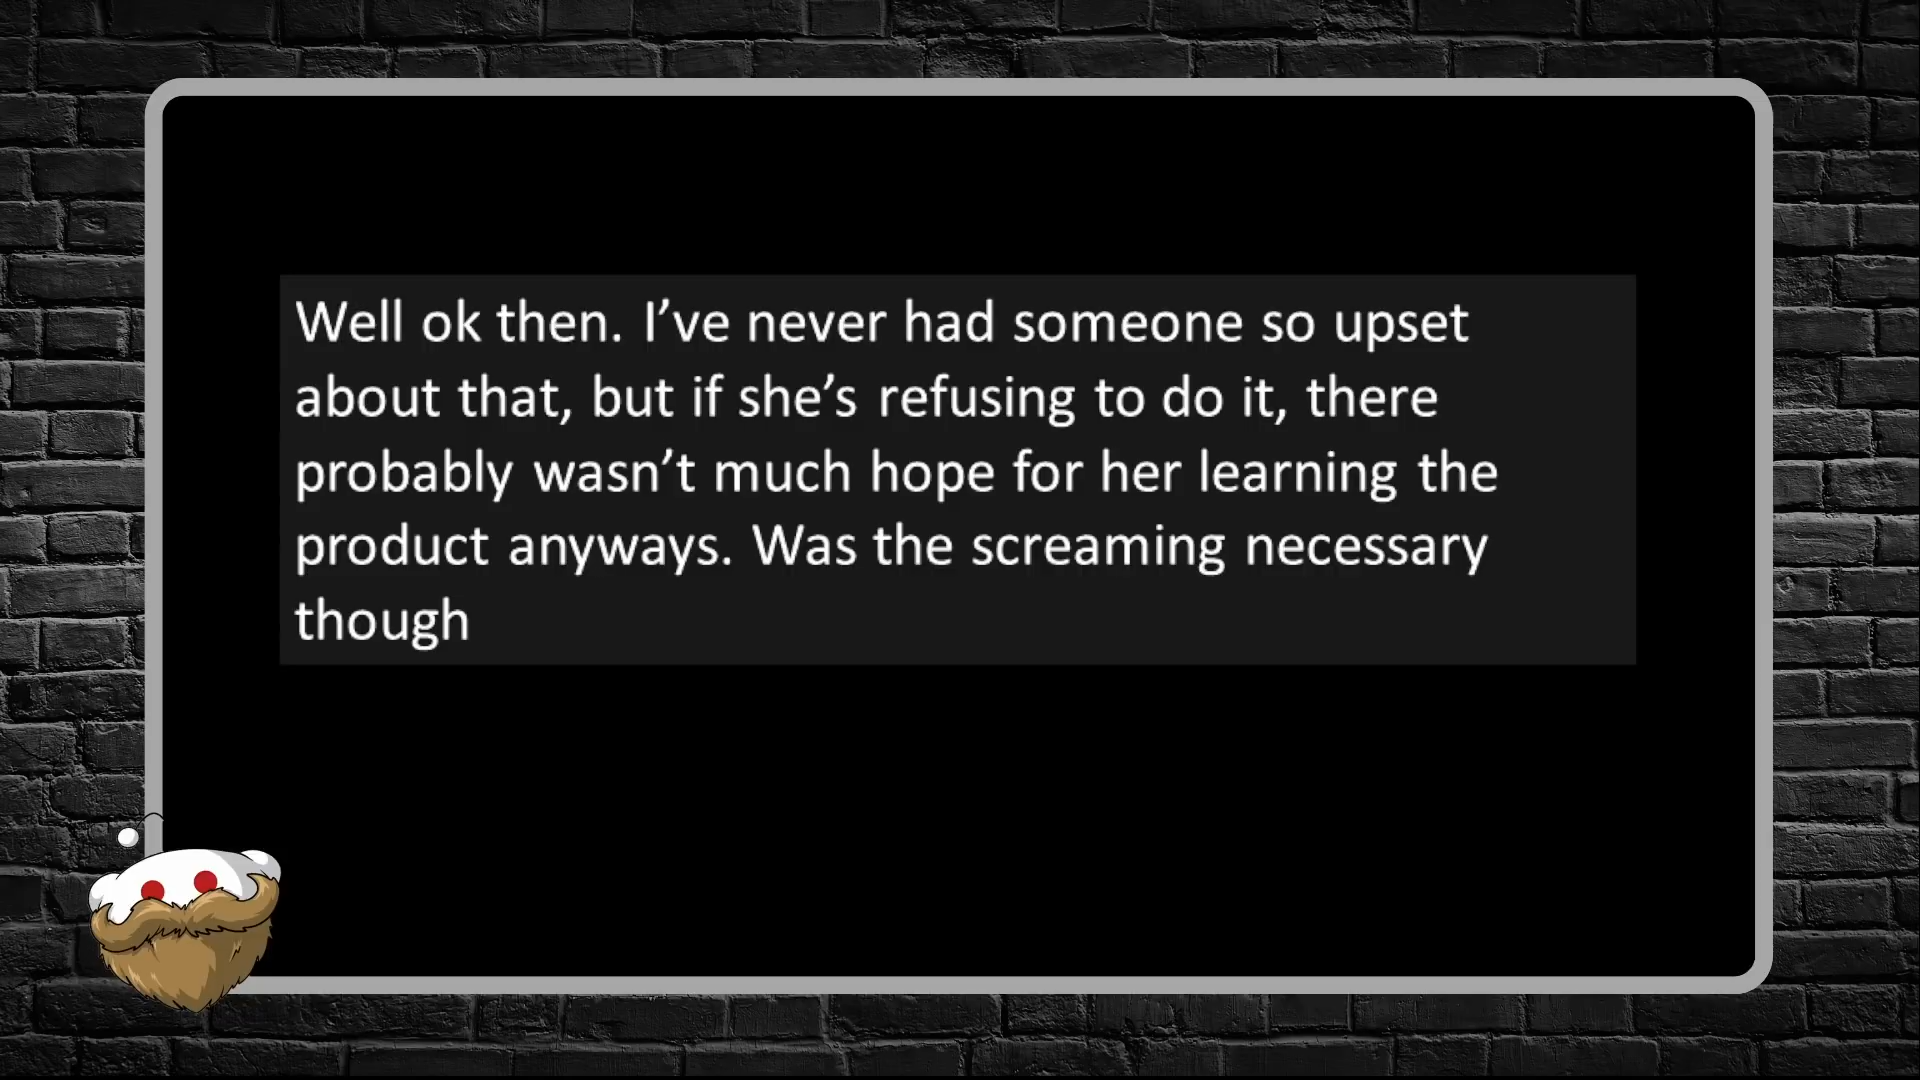 Well ok then. I’ve never had someone so upset
about that, but if she’s refusing to do it, there
probably wasn’t much hope for her learning the
product anyways. Was the screaming necessary
though